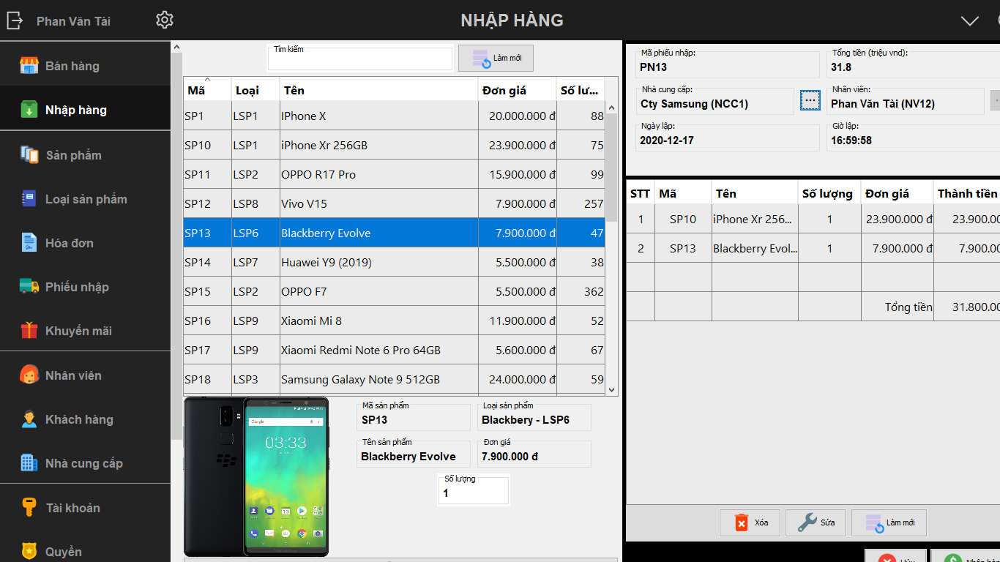 Phan Văn Tài
NHẬP HÀNG
Bán hàng
Nhập hàng
Sản phẩm
Loại sản phẩm
Hóa đơn
Phiếu nhập
Khuyến mãi
Nhân viên
Khách hàng
Nhà cung cấp
Tài khoản
Quyền
Tìm kiếm
Làm mới
Mã Loại Tên Đơn giá Số lư...
SP1 LSP1 IPhone X 20.000.000 đ 88
SP10 LSP1 iPhone Xr 256GB 23.900.000 đ 75
SP11 LSP2 OPPO R17 Pro 15.900.000 đ 99
SP12 LSP8 Vivo V15 7.900.000 đ 257
SP13 LSP6 Blackberry Evolve 7.900.000 đ 47
SP14 LSP7 Huawei Y9 (2019) 5.500.000 đ 38
SP15 LSP2 OPPO F7 5.500.000 đ 362
SP16 LSP9 Xiaomi Mi 8 11.900.000 đ 52
SP17 LSP9 Xiaomi Redmi Note 6 Pro 64GB 5.600.000 đ 67
SP18 LSP3 Samsung Galaxy Note 9 512GB 24.000.000 đ 59
Google
03:33
Mã sản phẩm
SP13
Loại sản phẩm
Blackbery - LSP6
Tên sản phẩm
Blackberry Evolve
Đơn giá
7.900.000 đ
Số lượng
1
Mã phiếu nhập:
PN13
Tổng tiền (triệu vnd):
31.8
Nhà cung cấp:
Cty Samsung (NCC1)
...
Nhân viên:
Phan Văn Tài (NV12)
Ngày lập:
2020-12-17
Giờ lập:
16:59:58
STT Mã Tên Số lượng Đơn giá Thành tiền
1 SP10 iPhone Xr 256... 1 23.900.000 đ 23.900.00
2 SP13 Blackberry Evol... 1 7.900.000 đ 7.900.00
Tổng tiền 31.800.00
Xóa
Sửa
Làm mới